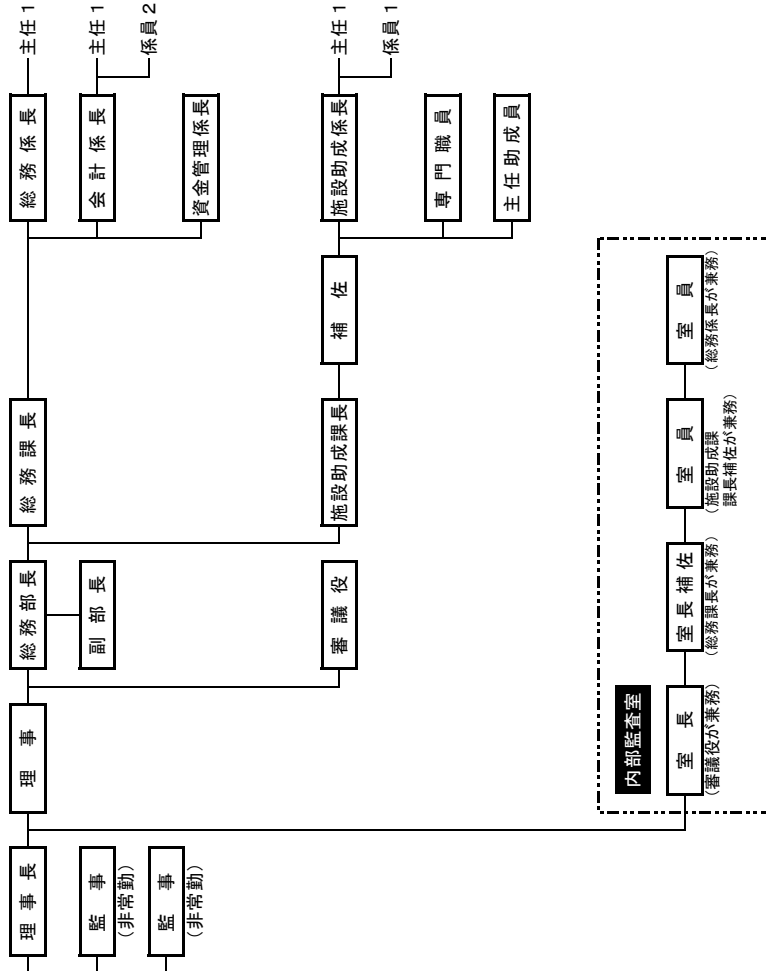 理事長
監事
(非常勤)
監事
(非常勤)
理事
総務部長
副部長
審議役
総務課長
施設助成課長
補佐
総務係長
主任1
会計係長
主任1
係員2
資金管理係長
施設助成係長
主任1
係員1
専門職員
主任助成員
内部監査室
室長
(審議役が兼務)
室長補佐
(総務課長が兼務)
室員
(施設助成課
課長補佐が兼務)
室員
(総務係長が兼務)